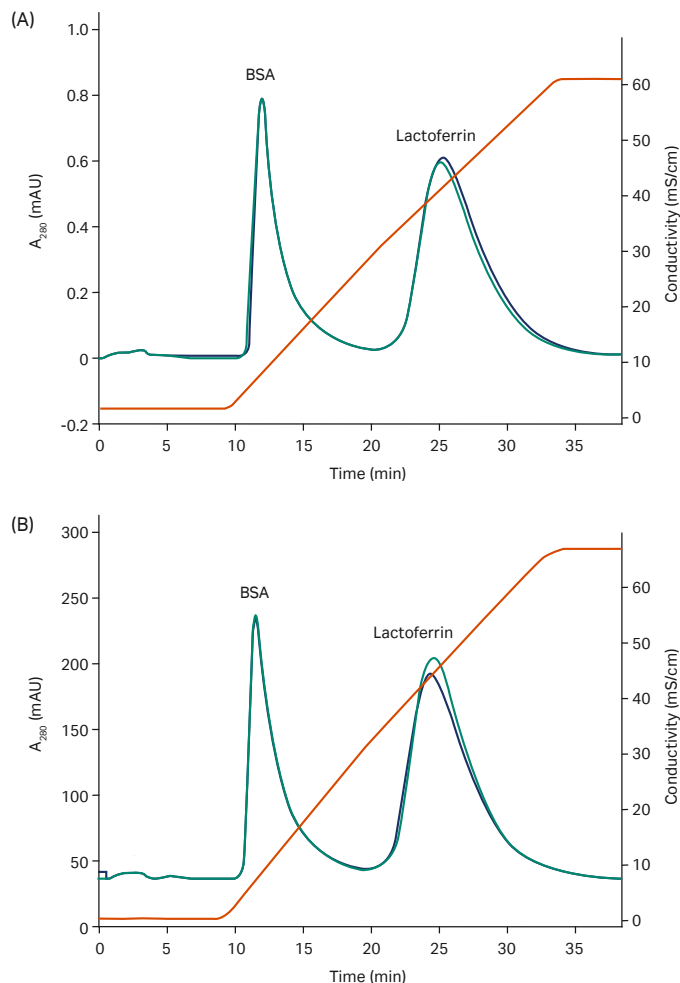 (A)
1.0
0.8
0.6
0.4
0.2
0
-0.2
A₂₈₀ (mAU)
BSA
Lactoferrin
60
50
40
30
20
10
0
Conductivity (mS/cm)
0 5 10 15 20 25 30 35
Time (min)
(B)
300
250
200
150
100
50
0
A₂₈₀ (mAU)
BSA
Lactoferrin
60
50
40
30
20
10
0
Conductivity (mS/cm)
0 5 10 15 20 25 30 35
Time (min)